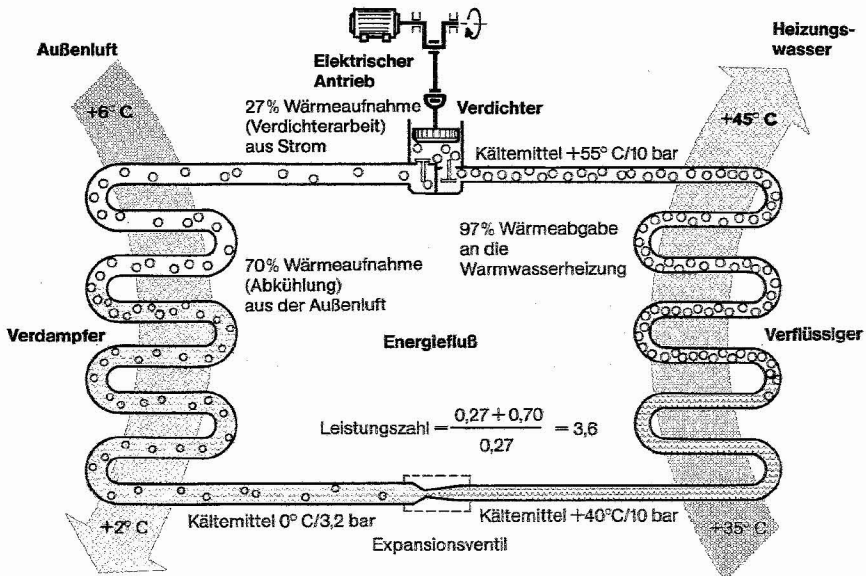 Außenluft
Heizungs-
wasser
Elektrischer
Antrieb
+6° C
+45° C
27% Wärmeaufnahme
(Verdichterarbeit)
aus Strom
Verdichter
Kältemittel +55° C/10 bar
70% Wärmeaufnahme
(Abkühlung)
aus der Außenluft
97% Wärmeabgabe
an die
Warmwasserheizung
Verdampfer
Energiefluß
Verflüssiger
Leistungszahl = 0,27 + 0,70
0,27
= 3,6
+2° C
Kältemittel 0° C/3,2 bar
Kältemittel +40°C/10 bar
+35° C
Expansionsventil